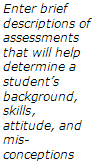 Enter brief
descriptions of
assessments
that will help
determine a
student's
background,
skills,
attitude, and
mis-
conceptions